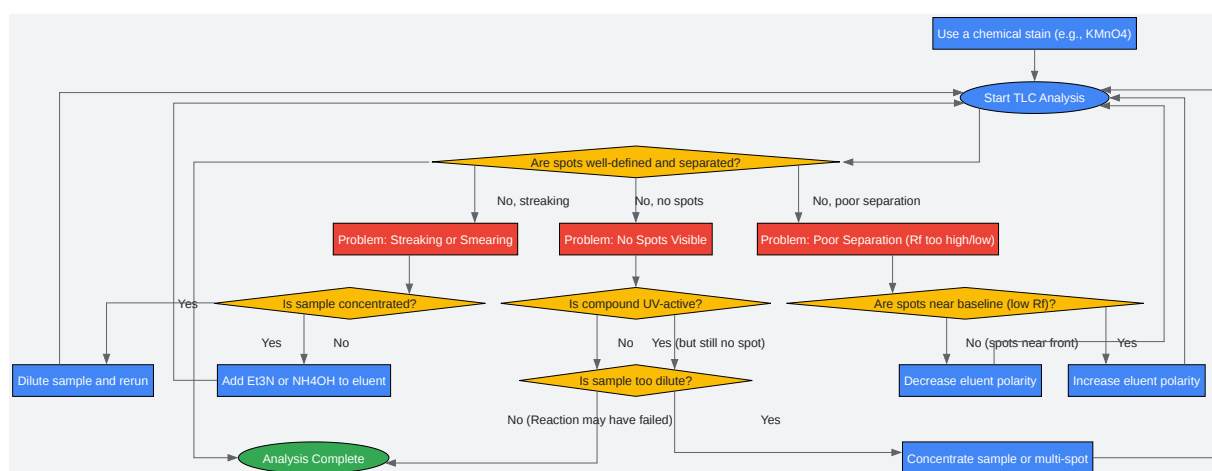 Use a chemical stain (e.g., KMnO4)
Start TLC Analysis
Are spots well-defined and separated?
No, streaking
No, no spots
No, poor separation
Problem: Streaking or Smearing
Problem: No Spots Visible
Problem: Poor Separation (Rf too high/low)
Yes
Is sample concentrated?
Is compound UV-active?
Are spots near baseline (low Rf)?
Yes
No
No
Yes (but still no spot)
No (spots near front)
Yes
Dilute sample and rerun
Add Et3N or NH4OH to eluent
Is sample too dilute?
Decrease eluent polarity
Increase eluent polarity
No (Reaction may have failed)
Yes
Analysis Complete
Concentrate sample or multi-spot